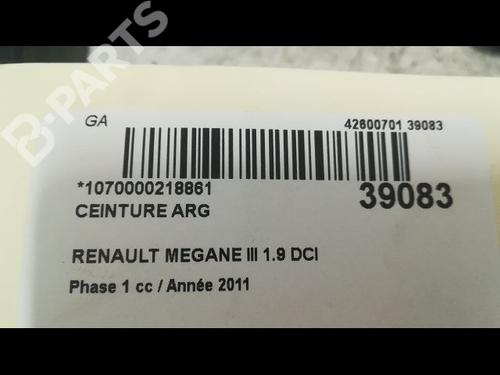 B-PARTS
GA
42600701 39083
*1070000218861
39083
CEINTURE ARG
RENAULT MEGANE III 1.9 DCI
Phase 1 cc / Année 2011